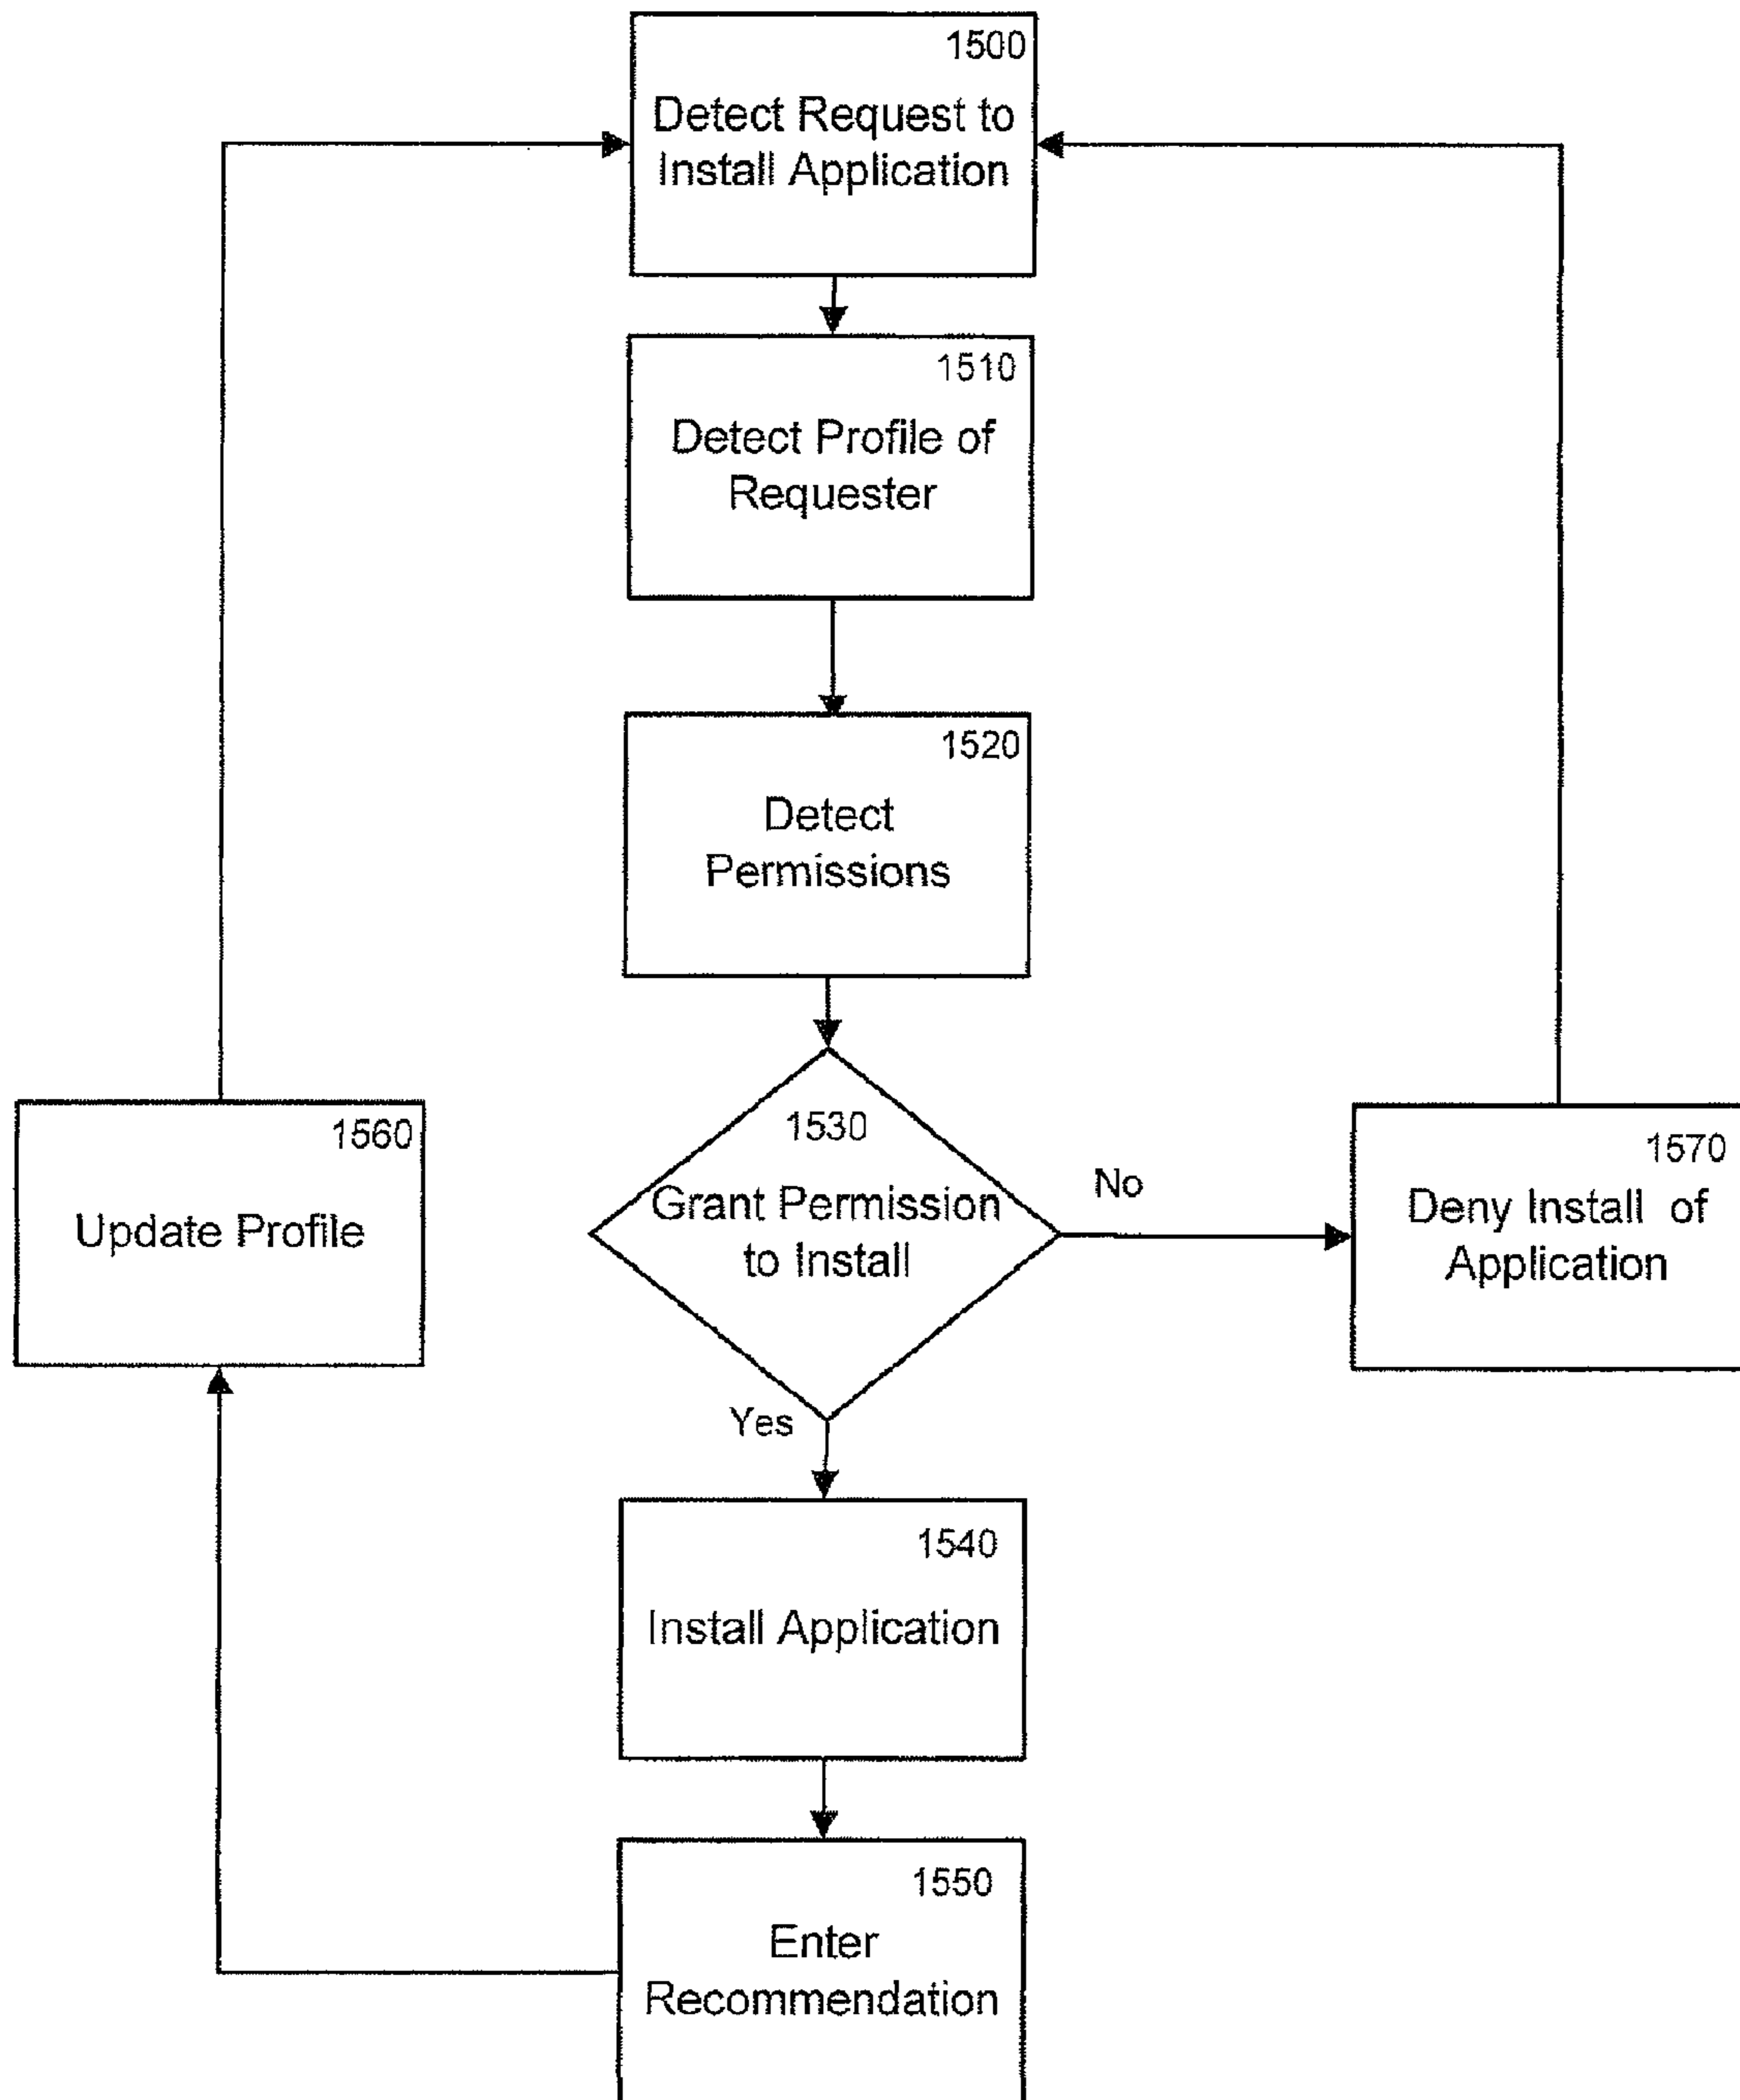 1500
Detect Request to
Install Application
1510
Detect Profile of
Requester
1520
Detect
Permissions
1530
Grant Permission
to Install
No
Yes
1560
Update Profile
1570
Deny Install of
Application
1540
Install Application
1550
Enter
Recommendation